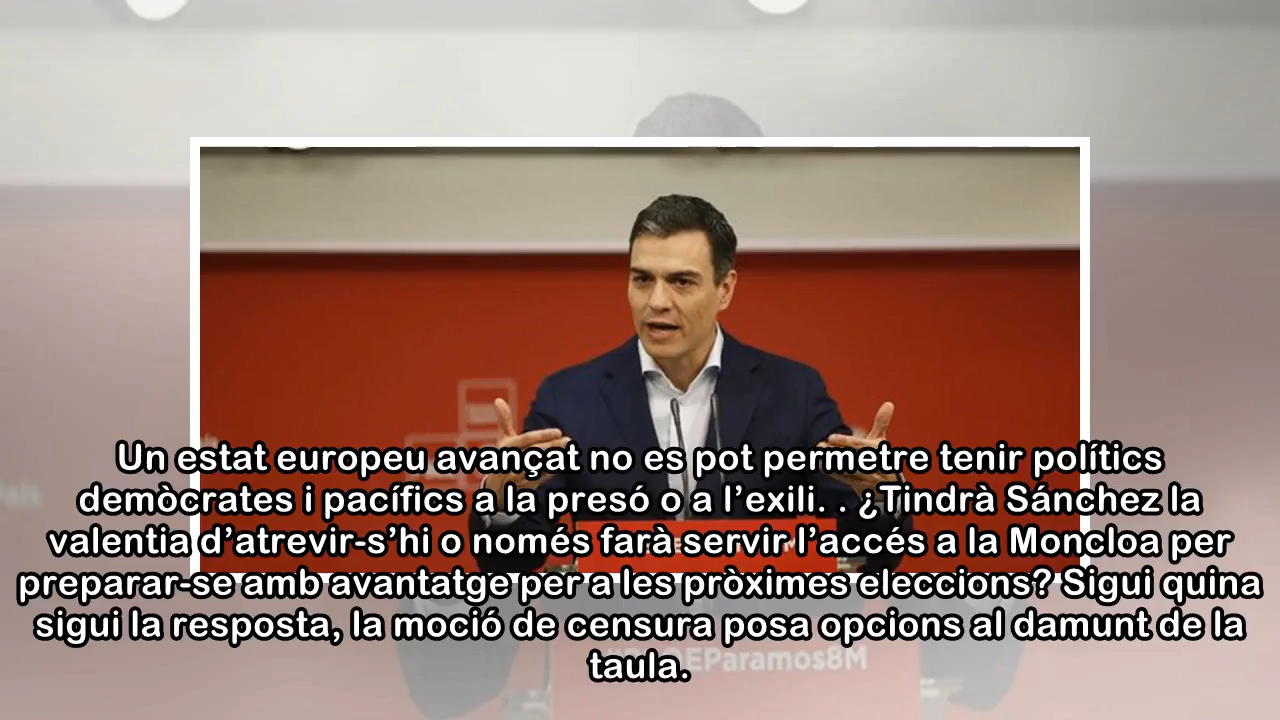 Un estat europeu avançat no es pot permetre tenir polítics
demòcrates i pacífics a la presó o a l’exili. . ¿Tindrà Sánchez la
valentia d’atrevir-s’hi o només farà servir l’accés a la Moncloa per
preparar-se amb avantatge per a les pròximes eleccions? Sigui quina
sigui la resposta, la moció de censura posa opcions al damunt de la
taula.